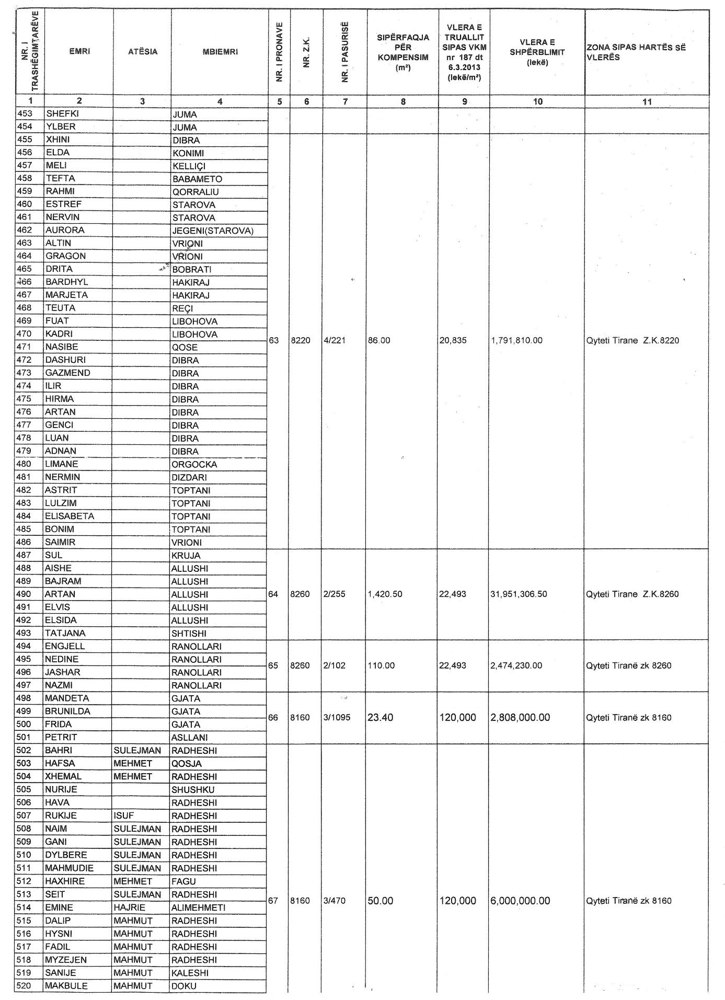 NR. I TRASHËGIMTARËVE EMRI ATËSIA MBIEMRI NR. I PRONAVE NR. Z.K. NR. I PASURISË SIPËRFAQJA PËR KOMPENSIM (m²) VLERA E TRUALLIT SIPAS VKM nr 187 dt 6.3.2013 (lekë/m²) VLERA E SHPËRBLIMIT (lekë) ZONA SIPAS HARTËS SË VLERËS
1 2 3 4 5 6 7 8 9 10 11
453 SHEFKI JUMA
454 YLBER JUMA
455 XHINI DIBRA
456 ELDA KONIMI
457 MELI KELLIÇI
458 TEFTA BABAMETO
459 RAHMI QORRALIU
460 ESTREF STAROVA
461 NERVIN STAROVA
462 AURORA JEGENI(STAROVA)
463 ALTIN VRIONI
464 GRAGON VRIONI
465 DRITA BOBRATI
466 BARDHYL HAKIRAJ
467 MARJETA HAKIRAJ
468 TEUTA REÇI
469 FUAT LIBOHOVA
470 KADRI LIBOHOVA
63 8220 4/221 86.00 20,835 1,791,810.00 Qyteti Tirane Z.K.8220
471 NASIBE QOSE
472 DASHURI DIBRA
473 GAZMEND DIBRA
474 ILIR DIBRA
475 HIRMA DIBRA
476 ARTAN DIBRA
477 GENCI DIBRA
478 LUAN DIBRA
479 ADNAN DIBRA
480 LIMANE ORGOCKA
481 NERMIN DIZDARI
482 ASTRIT TOPTANI
483 LULZIM TOPTANI
484 ELISABETA TOPTANI
485 BONIM TOPTANI
486 SAIMIR VRIONI
487 SUL KRUJA
488 AISHE ALLUSHI
489 BAJRAM ALLUSHI
490 ARTAN ALLUSHI 64 8260 2/255 1,420.50 22,493 31,951,306.50 Qyteti Tirane Z.K.8260
491 ELVIS ALLUSHI
492 ELSIDA ALLUSHI
493 TATJANA SHTISHI
494 ENGJELL RANOLLARI
495 NEDINE RANOLLARI
65 8260 2/102 110.00 22,493 2,474,230.00 Qyteti Tiranë zk 8260
496 JASHAR RANOLLARI
497 NAZMI RANOLLARI
498 MANDETA GJATA
499 BRUNILDA GJATA
66 8160 3/1095 23.40 120,000 2,808,000.00 Qyteti Tiranë zk 8160
500 FRIDA GJATA
501 PETRIT ASLLANI
502 BAHRI SULEJMAN RADHESHI
503 HAFSA MEHMET QOSJA
504 XHEMAL MEHMET RADHESHI
505 NURIJE SHUSHKU
506 HAVA RADHESHI
507 RUKIJE ISUF RADHESHI
508 NAIM SULEJMAN RADHESHI
509 GANI SULEJMAN RADHESHI
510 DYLBERE SULEJMAN RADHESHI
511 MAHMUDIE SULEJMAN RADHESHI
512 HAXHIRE MEHMET FAGU
513 SEIT SULEJMAN RADHESHI
67 8160 3/470 50.00 120,000 6,000,000.00 Qyteti Tiranë zk 8160
514 EMINE HAJRIE ALIMEHMETI
515 DALIP MAHMUT RADHESHI
516 HYSNI MAHMUT RADHESHI
517 FADIL MAHMUT RADHESHI
518 MYZEJEN MAHMUT RADHESHI
519 SANIJE MAHMUT KALESHI
520 MAKBULE MAHMUT DOKU